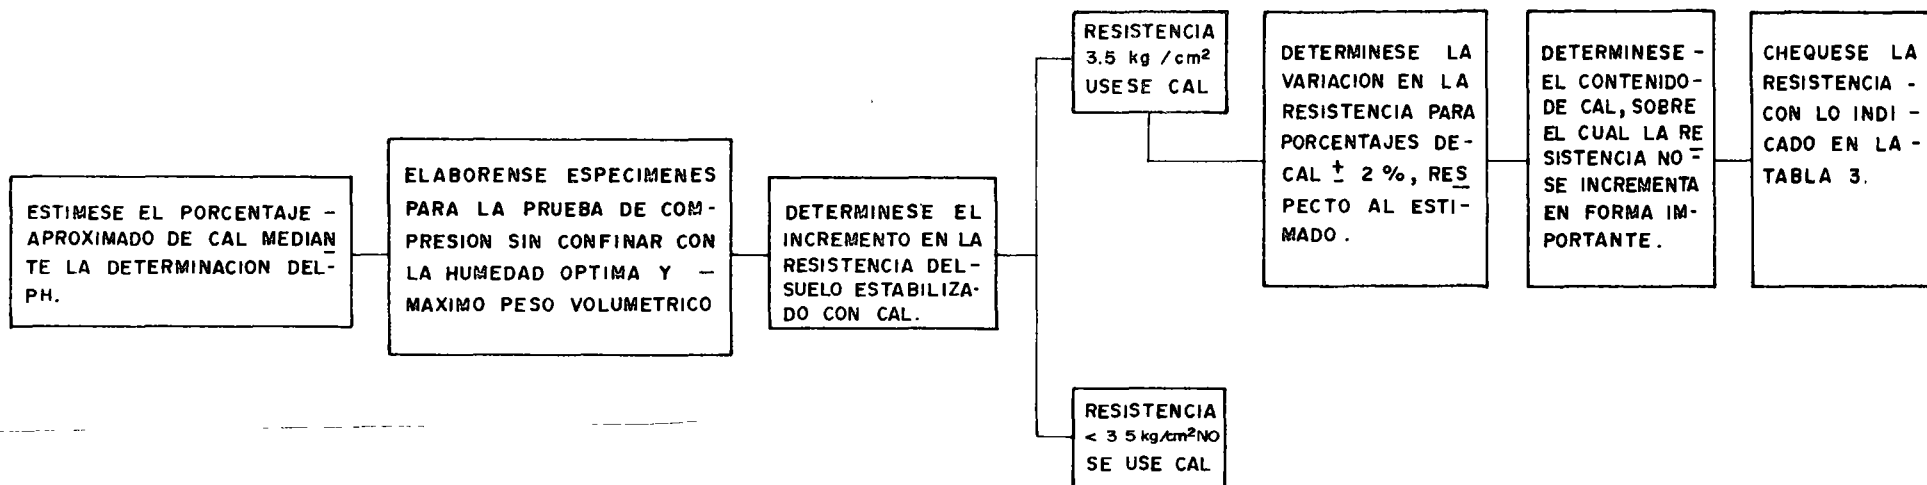 ESTIMESE EL PORCENTAJE -
APROXIMADO DE CAL MEDIAN
TE LA DETERMINACION DEL-
PH.
ELABORENSE ESPECIMENES
PARA LA PRUEBA DE COM-
PRESION SIN CONFINAR CON
LA HUMEDAD OPTIMA Y -
MAXIMO PESO VOLUMETRICO
DETERMINESE EL
INCREMENTO EN LA
RESISTENCIA DEL-
SUELO ESTABILIZA-
DO CON CAL.
RESISTENCIA
3.5 kg /cm²
USESE CAL
RESISTENCIA
< 3 5 kg/cm² NO
SE USE CAL
DETERMINESE LA
VARIACION EN LA
RESISTENCIA PARA
PORCENTAJES DE-
CAL ± 2 %, RES
PECTO AL ESTI-
MADO.
DETERMINESE -
EL CONTENIDO-
DE CAL, SOBRE
EL CUAL LA RE
SISTENCIA NO -
SE INCREMENTA
EN FORMA IM-
PORTANTE.
CHEQUESE LA
RESISTENCIA -
CON LO INDI -
CADO EN LA -
TABLA 3.